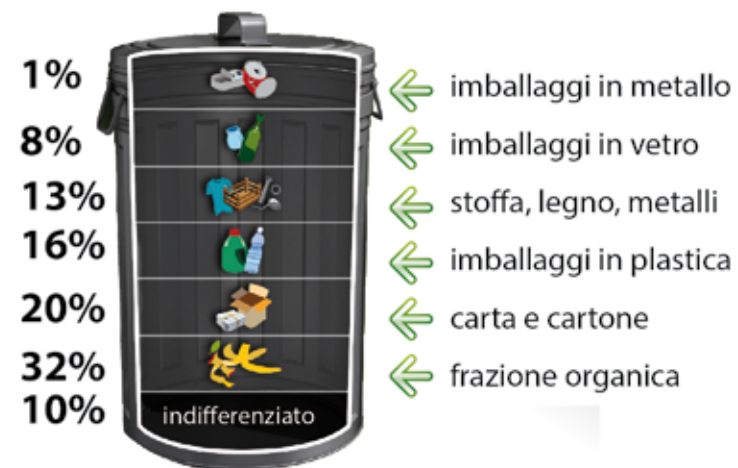 1% imballaggi in metallo
8% imballaggi in vetro
13% stoffa, legno, metalli
16% imballaggi in plastica
20% carta e cartone
32% frazione organica
10% indifferenziato